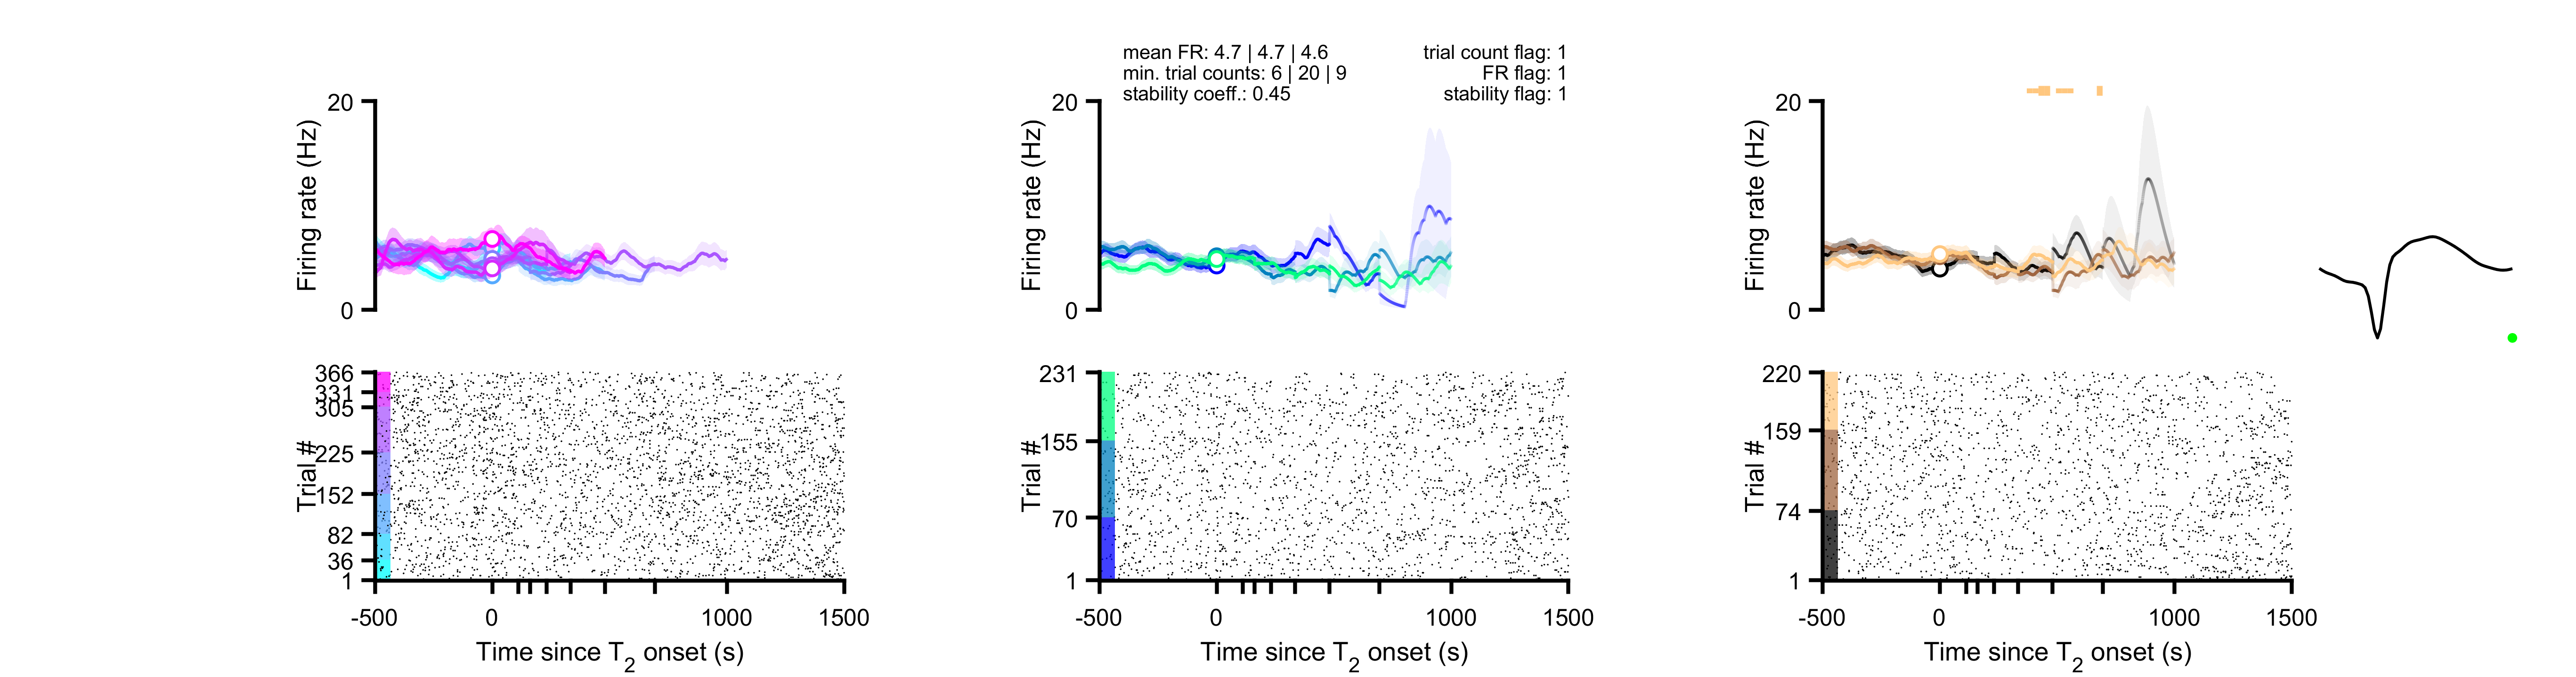 mean FR: 4.7 | 4.7 | 4.6
min. trial counts: 6 | 20 | 9
stability coeff.: 0.45
trial count flag: 1
FR flag: 1
stability flag: 1
20
Firing rate (Hz)
0
20
Firing rate (Hz)
0
20
Firing rate (Hz)
0
366
331
305
225
152
82
36
1
Trial #
-500
0
1000
1500
Time since T2 onset (s)
231
155
70
1
Trial #
-500
0
1000
1500
Time since T2 onset (s)
220
159
74
1
Trial #
-500
0
1000
1500
Time since T2 onset (s)